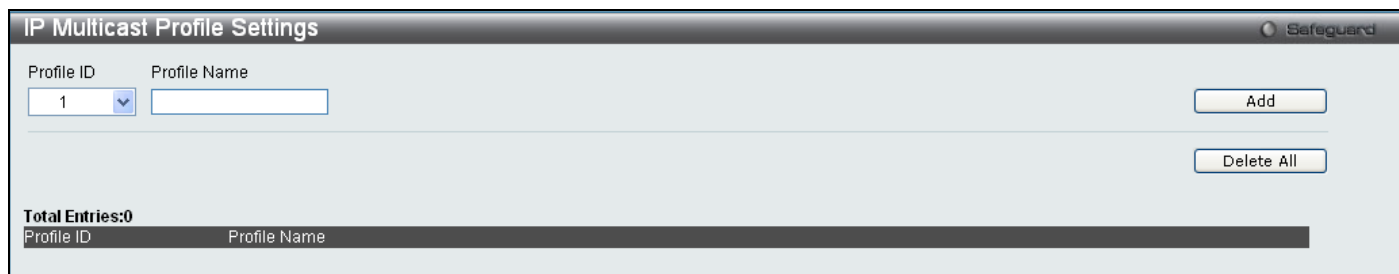 IP Multicast Profile Settings
Safeguard
Profile ID Profile Name
1
Add
Delete All
Total Entries:0
Profile ID Profile Name